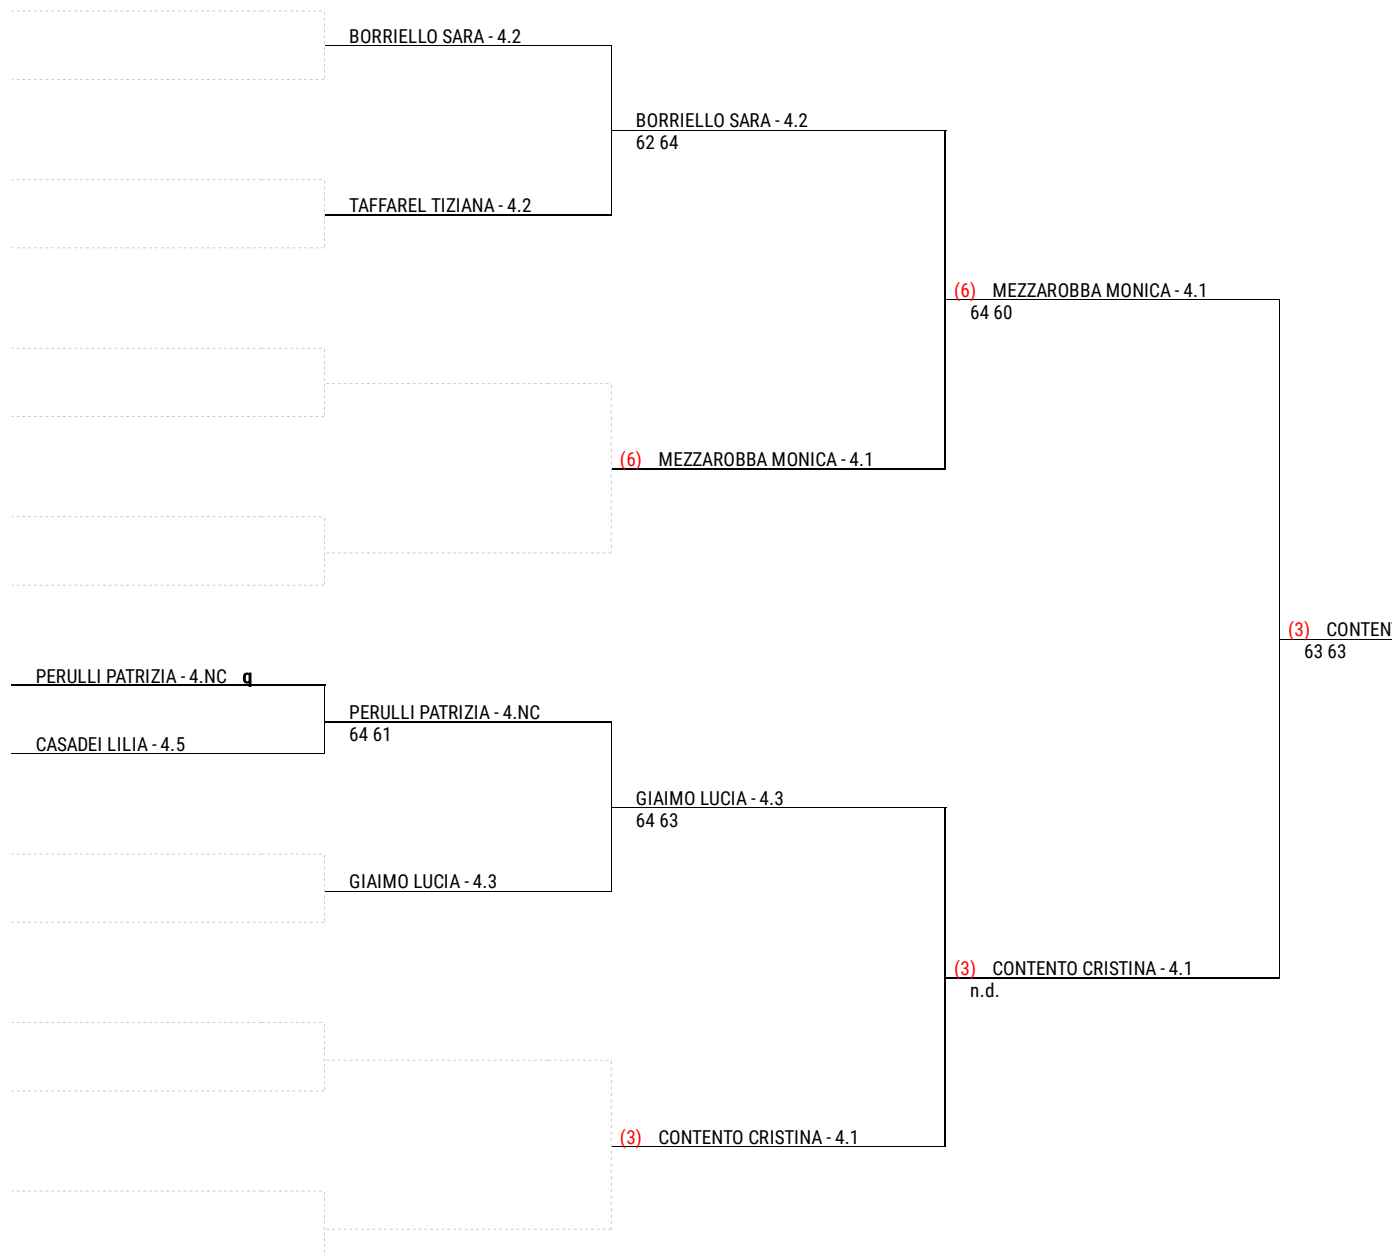 BORRIELLO SARA - 4.2
BORRIELLO SARA - 4.2
62 64
TAFFAREL TIZIANA - 4.2
(6) MEZZAROBBA MONICA - 4.1
64 60
(6) MEZZAROBBA MONICA - 4.1
(3) CONTEN
63 63
PERULLI PATRIZIA - 4.NC q
PERULLI PATRIZIA - 4.NC
64 61
CASADEI LILIA - 4.5
GIAIMO LUCIA - 4.3
64 63
GIAIMO LUCIA - 4.3
(3) CONTENTO CRISTINA - 4.1
n.d.
(3) CONTENTO CRISTINA - 4.1